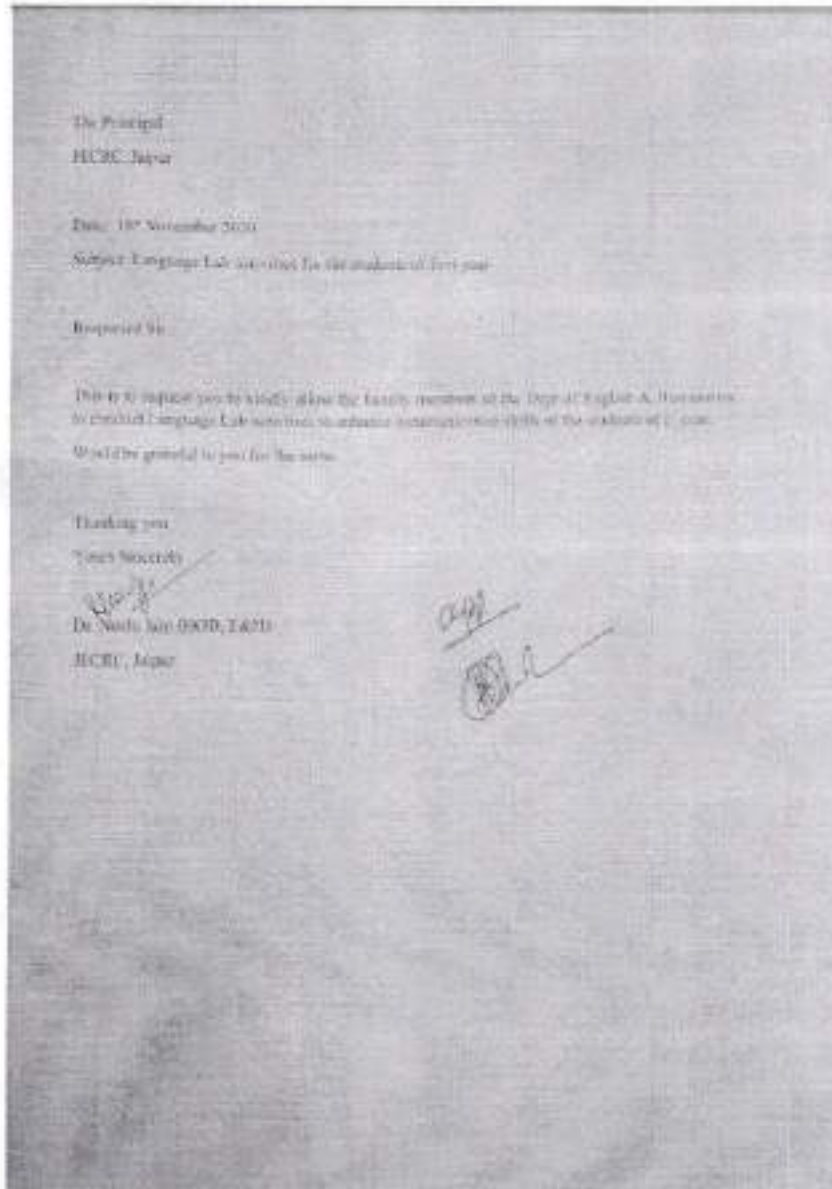 The Principal
JECRC, Jaipur
Date: November 2020
Subject: Language Lab activities for the students of first year
Respected Sir
This is to request you to kindly allow the faculty members of the Dept of English &
to conduct Language Lab activities to enhance communication skills of the students of year.
Would be grateful to you for the same.
Thanking you
Yours Sincerely
Dr. Jain (HOD,
JECRC, Jaipur